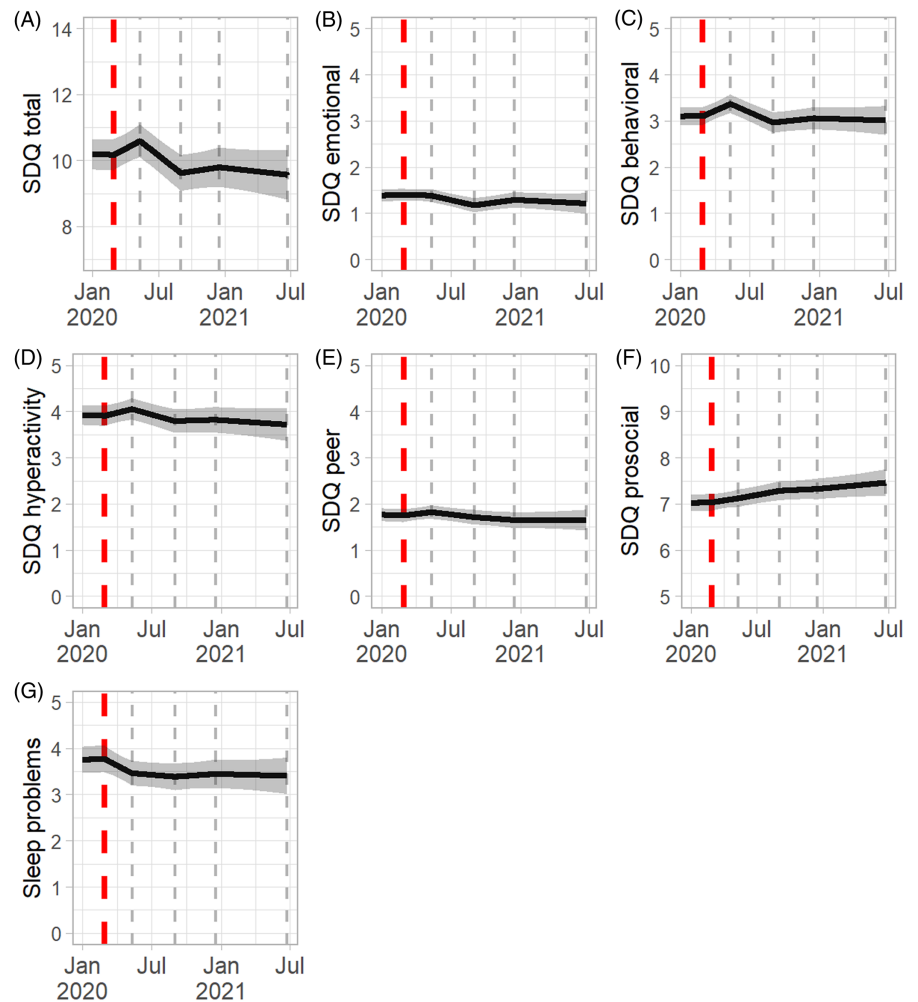 (A)
SDQ total
14
12
10
8
Jan Jul Jan Jul
2020 2021
(B)
SDQ emotional
5
4
3
2
1
0
Jan Jul Jan Jul
2020 2021
(C)
SDQ behavioral
5
4
3
2
1
0
Jan Jul Jan Jul
2020 2021
(D)
SDQ hyperactivity
5
4
3
2
1
0
Jan Jul Jan Jul
2020 2021
(E)
SDQ peer
5
4
3
2
1
0
Jan Jul Jan Jul
2020 2021
(F)
SDQ prosocial
10
9
8
7
6
5
Jan Jul Jan Jul
2020 2021
(G)
Sleep problems
5
4
3
2
1
0
Jan Jul Jan Jul
2020 2021